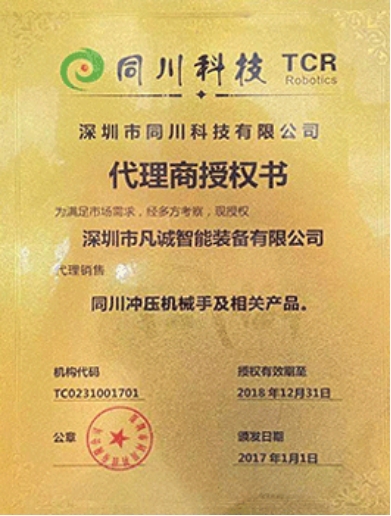 同川科技 TCR
Robotics
深圳市同川科技有限公司
代理商授权书
为满足市场需求，经多方考察，现授权
深圳市凡诚智能装备有限公司
代理销售
同川冲压机械手及相关产品。
机构代码
授权有效期至
TC0231001701
2018年12月31日
公章
颁发日期
2017年1月1日